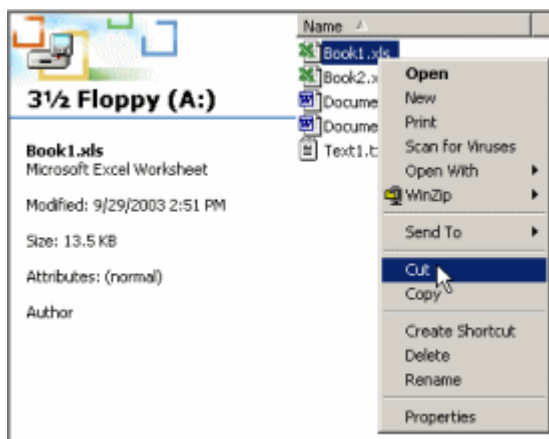 3½ Floppy (A:)
Book1.xls
Microsoft Excel Worksheet
Modified: 9/29/2003 2:51 PM
Size: 13.5 KB
Attributes: (normal)
Author
Name
Book1.xls
Book2.x
Docume
Docume
Text1.t
Open
New
Print
Scan for Viruses
Open With
WinZip
Send To
Cut
Copy
Create Shortcut
Delete
Rename
Properties